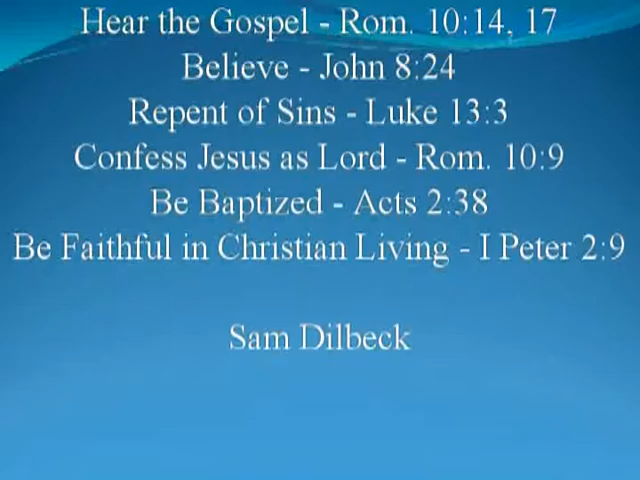 Hear the Gospel - Rom. 10:14, 17
Believe - John 8:24
Repent of Sins - Luke 13:3
Confess Jesus as Lord - Rom. 10:9
Be Baptized - Acts 2:38
Be Faithful in Christian Living - I Peter 2:9
Sam Dilbeck